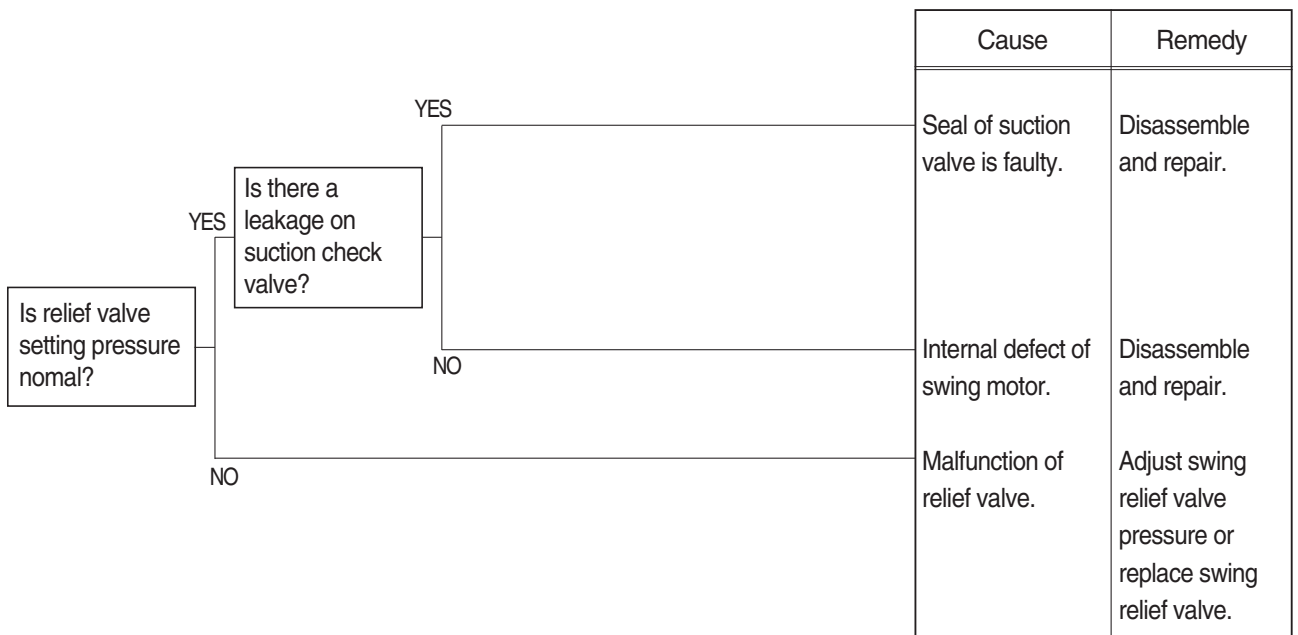 Cause
Remedy
YES
Seal of suction
valve is faulty.
Disassemble
and repair.
Is there a
leakage on
suction check
valve?
YES
Is relief valve
setting pressure
nomal?
NO
Internal defect of
swing motor.
Disassemble
and repair.
NO
Malfunction of
relief valve.
Adjust swing
relief valve
pressure or
replace swing
relief valve.